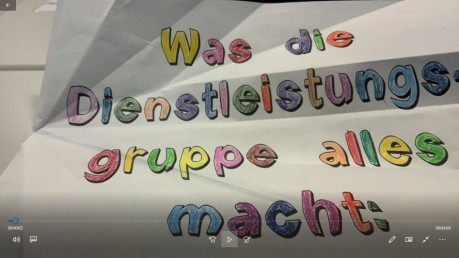 Was die
Dienstleistungs-
gruppe alles
macht: